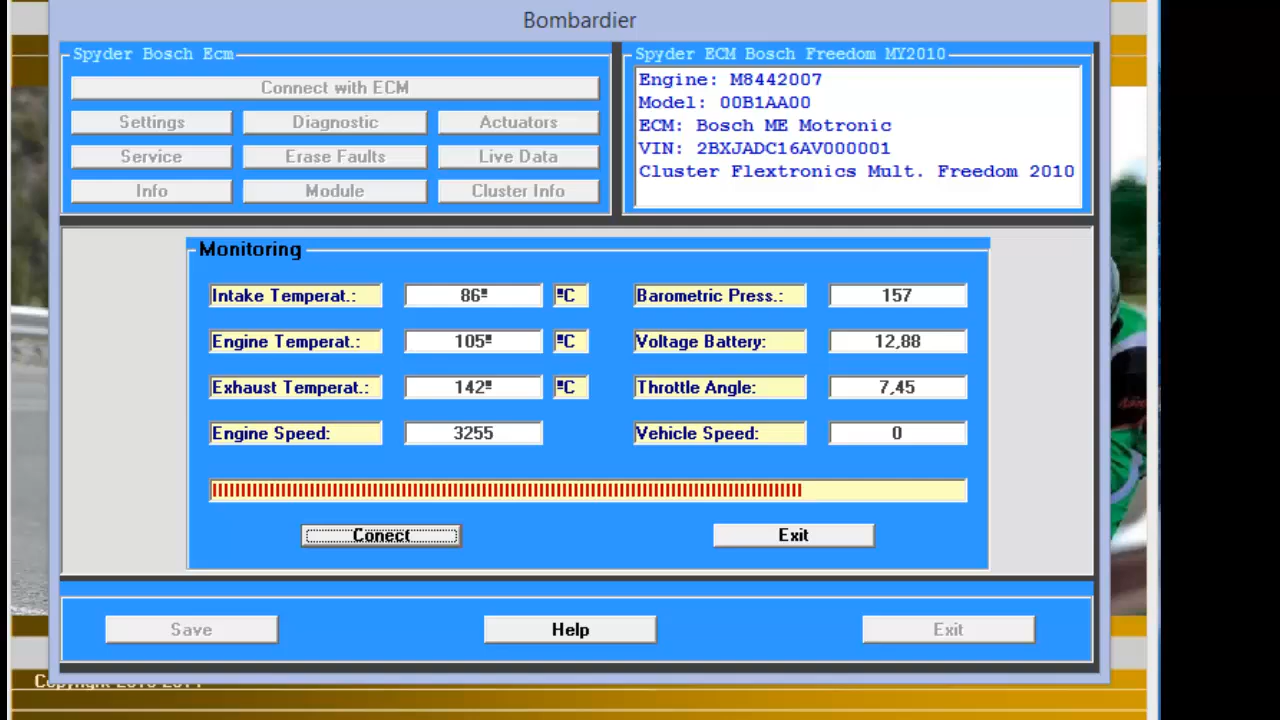 Bombardier
Spyder Bosch Ecm
Connect with ECM
Settings
Diagnostic
Actuators
Service
Erase Faults
Live Data
Info
Module
Cluster Info
Spyder ECM Bosch Freedom MY2010
Engine: M8442007
Model: 00B1AA00
ECM: Bosch ME Motronic
VIN: 2BXJADC16AV000001
Cluster Flextronics Mult. Freedom 2010
Monitoring
Intake Temperat.: 86º ºC
Barometric Press.: 157
Engine Temperat.: 105º ºC
Voltage Battery: 12,88
Exhaust Temperat.: 142º ºC
Throttle Angle: 7,45
Engine Speed: 3255
Vehicle Speed: 0
Conect
Exit
Save
Help
Exit